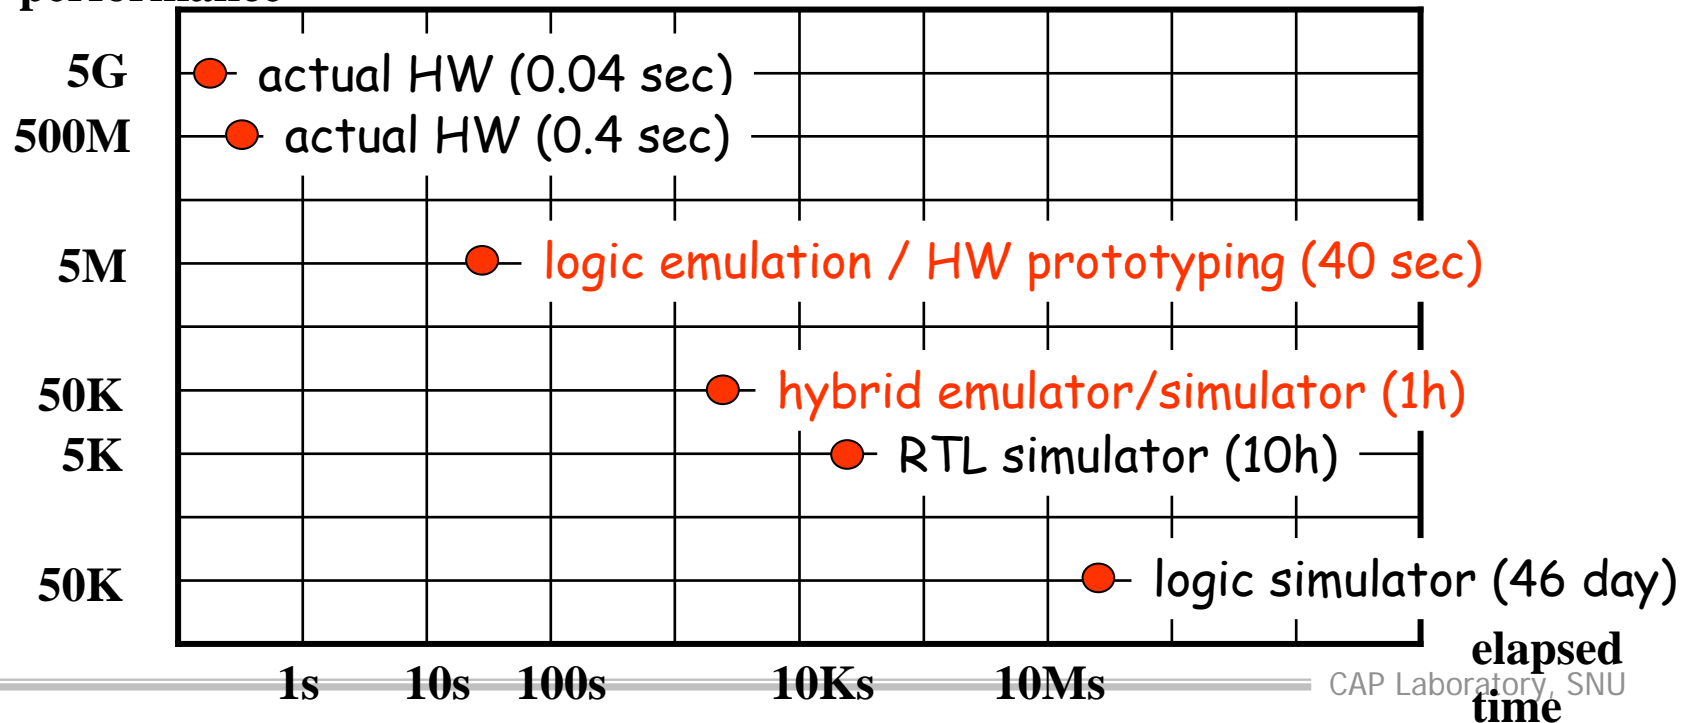 performance
5G
actual HW (0.04 sec)
500M
actual HW (0.4 sec)
5M
logic emulation / HW prototyping (40 sec)
50K
hybrid emulator/simulator (1h)
5K
RTL simulator (10h)
50K
logic simulator (46 day)
1s 10s 100s 10Ks 10Ms
elapsed
time
CAP Laboratory, SNU